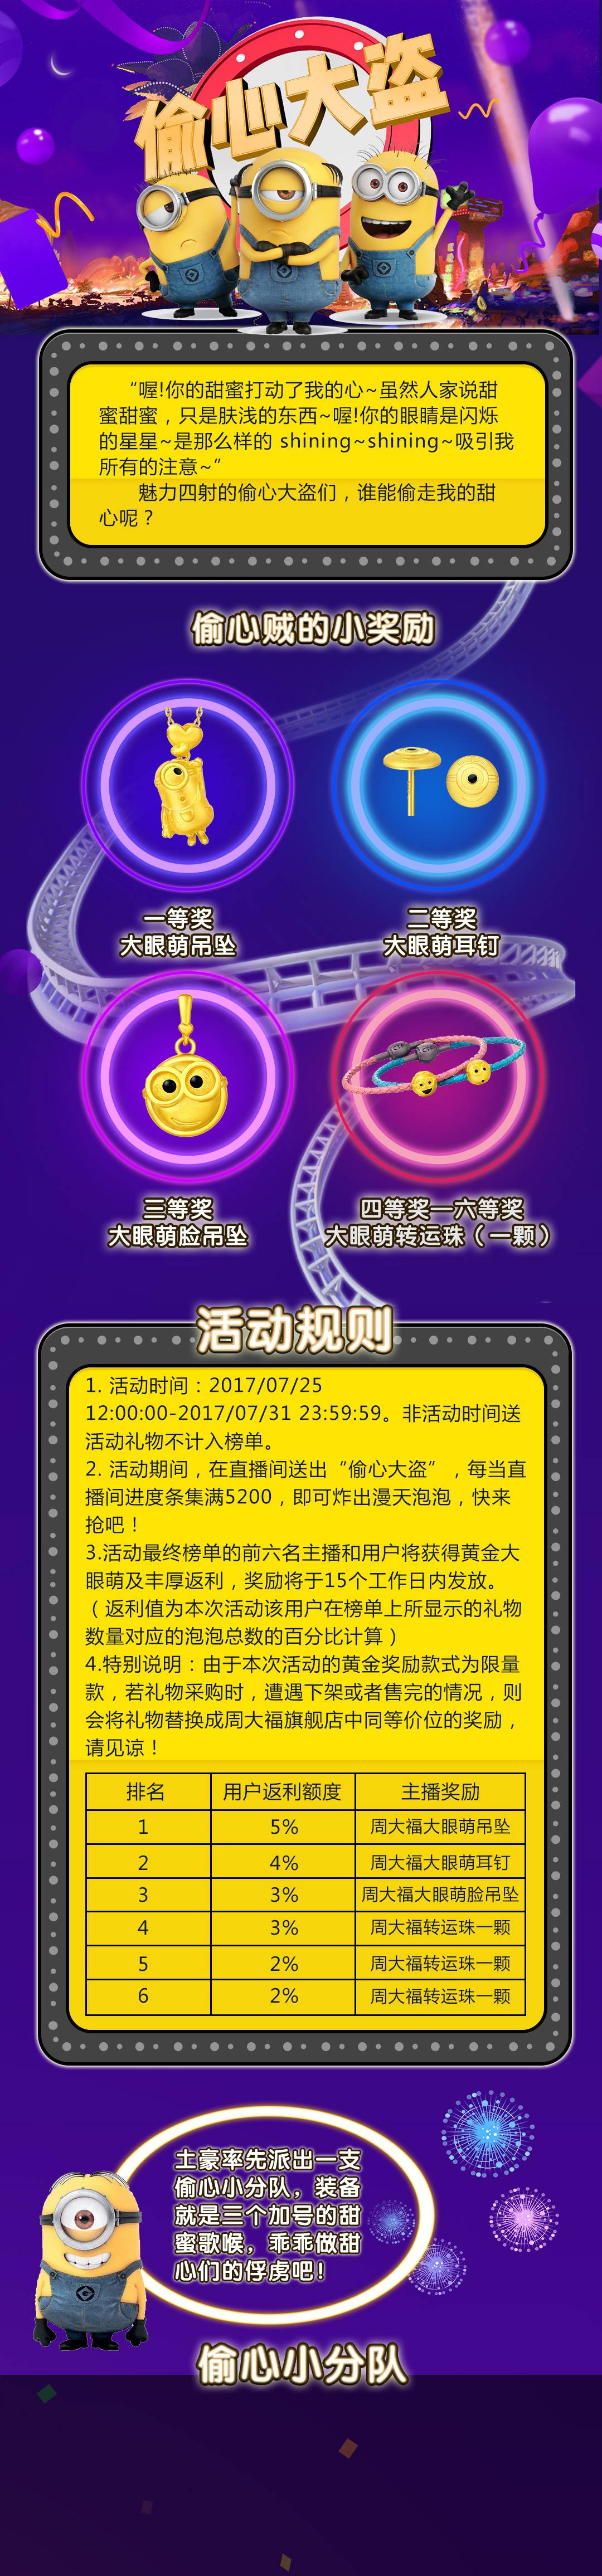 偷心大盗
“喔!你的甜蜜打动了我的心~虽然人家说甜
蜜甜蜜，只是肤浅的东西~喔!你的眼睛是闪烁
的星星~是那么样的 shining~shining~吸引我
所有的注意~”
魅力四射的偷心大盗们，谁能偷走我的甜
心呢？
偷心贼的小奖励
一等奖
大眼萌吊坠
二等奖
大眼萌耳钉
三等奖
大眼萌脸吊坠
四等奖—六等奖
大眼萌转运珠（一颗）
活动规则
1. 活动时间：2017/07/25
12:00:00-2017/07/31 23:59:59。非活动时间送
活动礼物不计入榜单。
2. 活动期间，在直播间送出“偷心大盗”，每当直
播间进度条集满5200，即可炸出漫天泡泡，快来
抢吧！
3.活动最终榜单的前六名主播和用户将获得黄金大
眼萌及丰厚返利，奖励将于15个工作日内发放。
（返利值为本次活动该用户在榜单上所显示的礼物
数量对应的泡泡总数的百分比计算）
4.特别说明：由于本次活动的黄金奖励款式为限量
款，若礼物采购时，遭遇下架或者售完的情况，则
会将礼物替换成周大福旗舰店中同等价位的奖励，
请见谅！
排名 用户返利额度 主播奖励
1 5% 周大福大眼萌吊坠
2 4% 周大福大眼萌耳钉
3 3% 周大福大眼萌脸吊坠
4 3% 周大福转运珠一颗
5 2% 周大福转运珠一颗
6 2% 周大福转运珠一颗
土豪率先派出一支
偷心小分队，装备
就是三个加号的甜
蜜歌喉，乖乖做甜
心们的俘虏吧！
偷心小分队